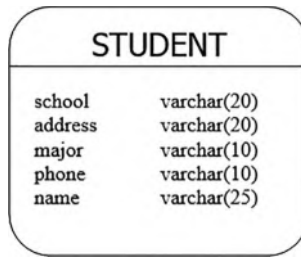 STUDENT
school varchar(20)
address varchar(20)
major varchar(10)
phone varchar(10)
name varchar(25)